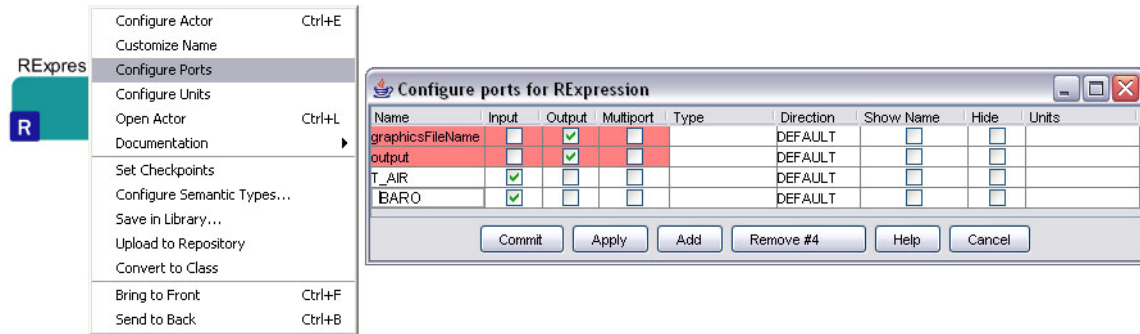 RExpres
R
Configure Actor Ctrl+E
Customize Name
Configure Ports
Configure Units
Open Actor Ctrl+L
Documentation
Set Checkpoints
Configure Semantic Types...
Save in Library...
Upload to Repository
Convert to Class
Bring to Front Ctrl+F
Send to Back Ctrl+B
Configure ports for RExpression
Name Input Output Multiport Type Direction Show Name Hide Units
graphicsFileName DEFAULT
output DEFAULT
T_AIR DEFAULT
BARO DEFAULT
Commit Apply Add Remove #4 Help Cancel